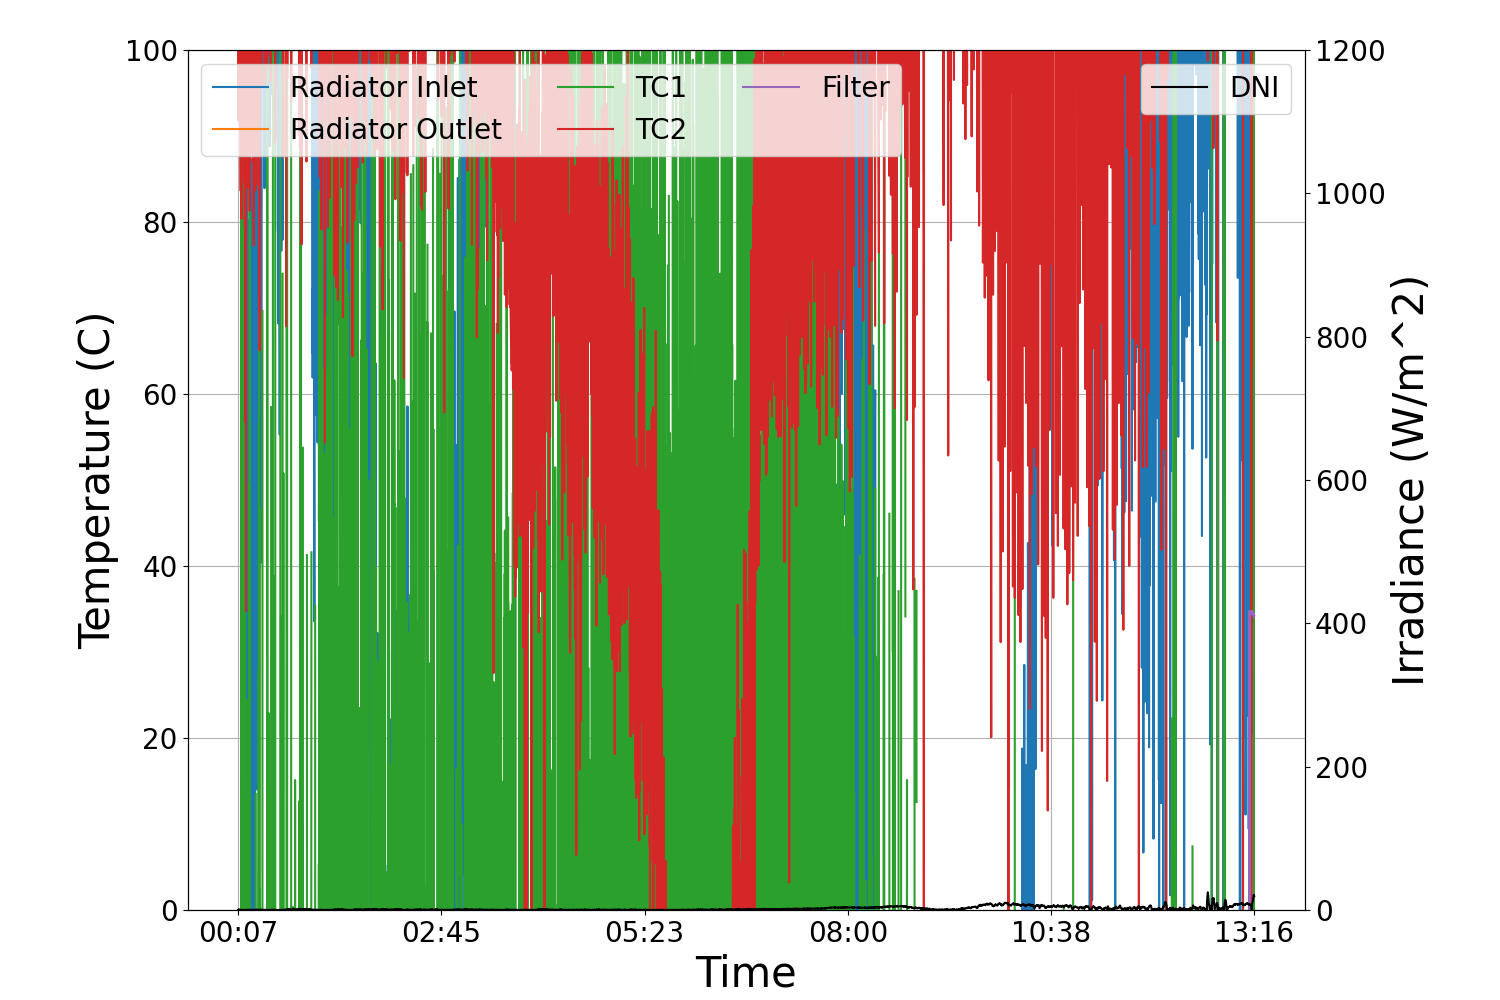 100
80
60
40
20
0
Temperature (C)
1200
1000
800
600
400
200
0
Irradiance (W/m^2)
Radiator Inlet
Radiator Outlet
TC1
TC2
Filter
DNI
00:07
02:45
05:23
08:00
10:38
13:16
Time